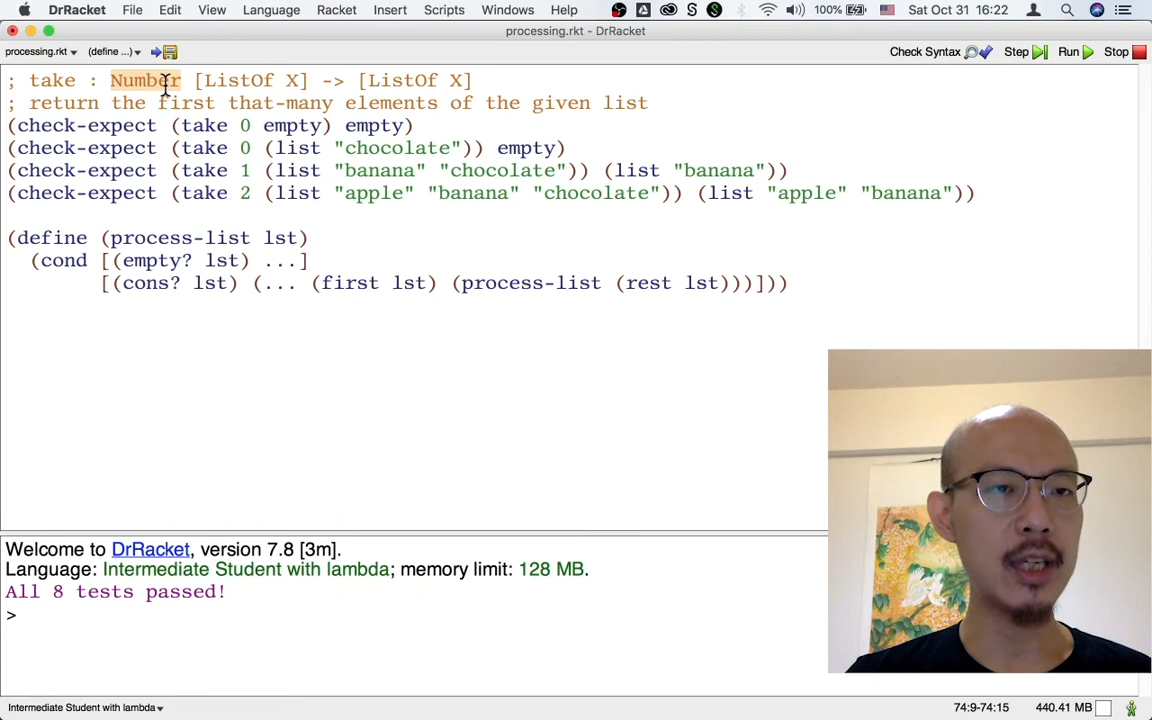 DrRacket File Edit View Language Racket Insert Scripts Windows Help 100% Sat Oct 31 16:22
processing.rkt - DrRacket
processing.rkt (define ...) Check Syntax Step Run Stop
; take : Number [ListOf X] -> [ListOf X]
; return the first that-many elements of the given list
(check-expect (take 0 empty) empty)
(check-expect (take 0 (list "chocolate")) empty)
(check-expect (take 1 (list "banana" "chocolate")) (list "banana"))
(check-expect (take 2 (list "apple" "banana" "chocolate")) (list "apple" "banana"))
(define (process-list lst)
(cond [(empty? lst) ...]
[(cons? lst) (... (first lst) (process-list (rest lst)))]))
Welcome to DrRacket, version 7.8 [3m].
Language: Intermediate Student with lambda; memory limit: 128 MB.
All 8 tests passed!
>
Intermediate Student with lambda 74:9-74:15 440.41 MB